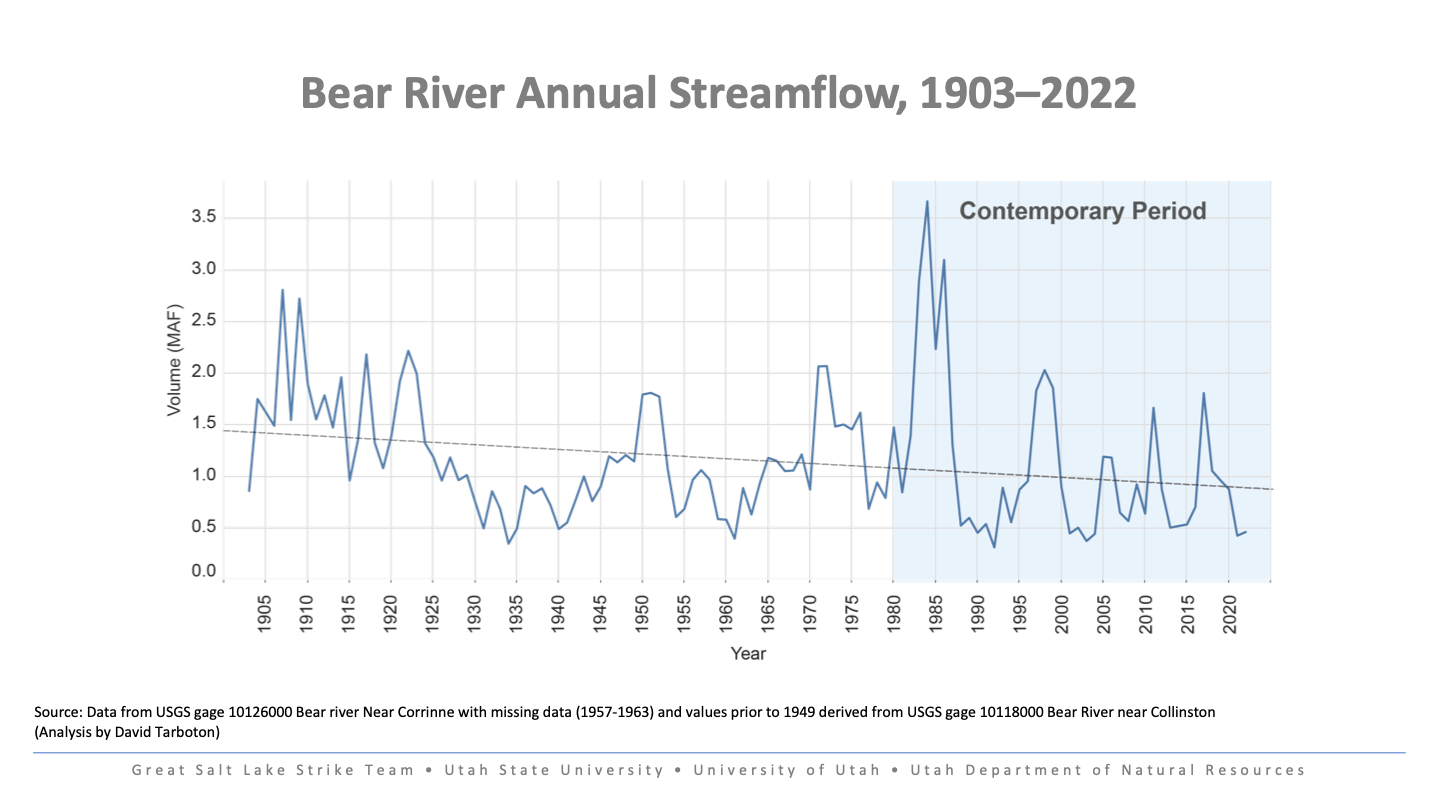 Bear River Annual Streamflow, 1903–2022
Contemporary Period
Volume (MAF)
3.5
3.0
2.5
2.0
1.5
1.0
0.5
0.0
1905 1910 1915 1920 1925 1930 1935 1940 1945 1950 1955 1960 1965 1970 1975 1980 1985 1990 1995 2000 2005 2010 2015 2020
Year
Source: Data from USGS gage 10126000 Bear river Near Corrinne with missing data (1957-1963) and values prior to 1949 derived from USGS gage 10118000 Bear River near Collinston
(Analysis by David Tarboton)
Great Salt Lake Strike Team • Utah State University • University of Utah • Utah Department of Natural Resources